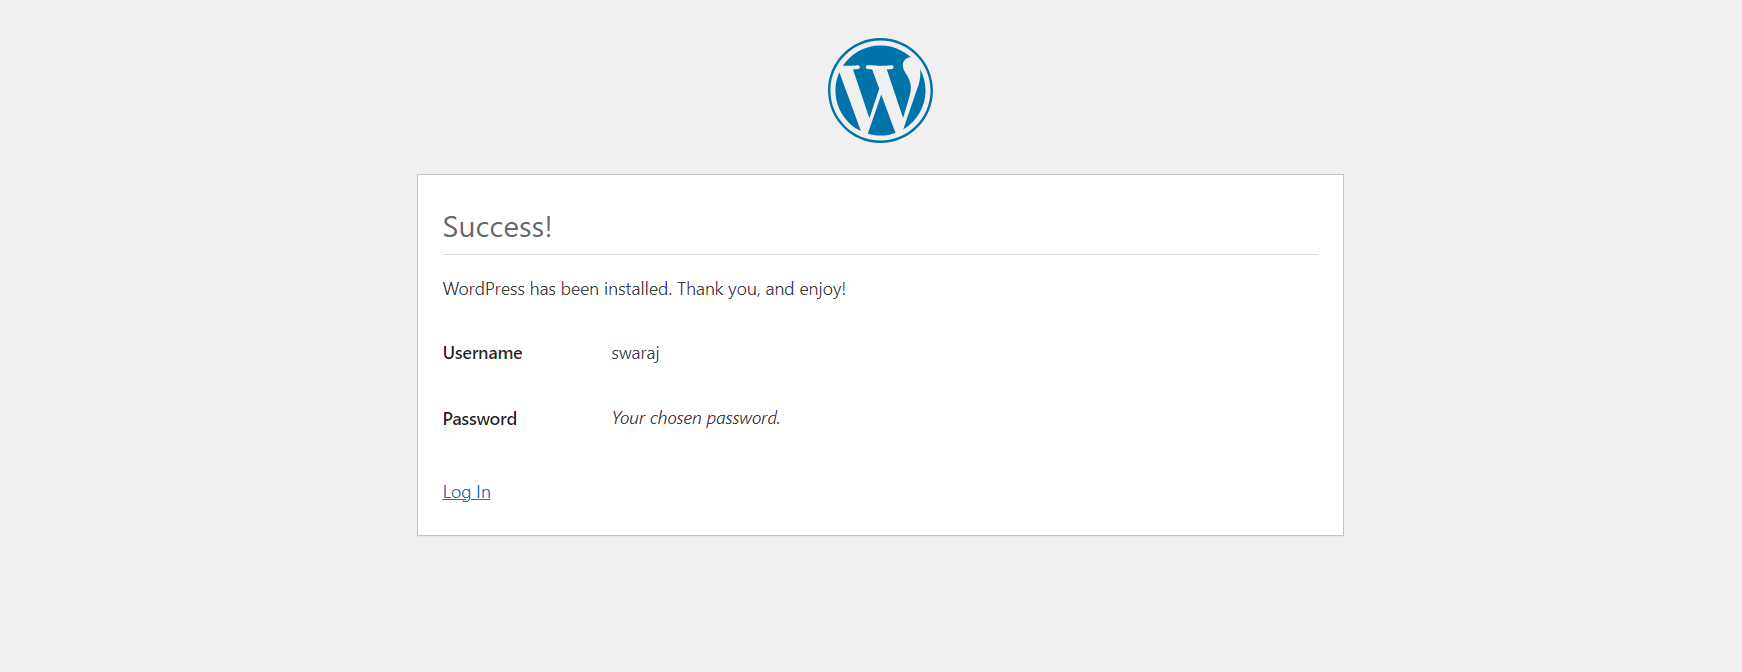 Success!
WordPress has been installed. Thank you, and enjoy!
Username swaraj
Password Your chosen password.
Log In